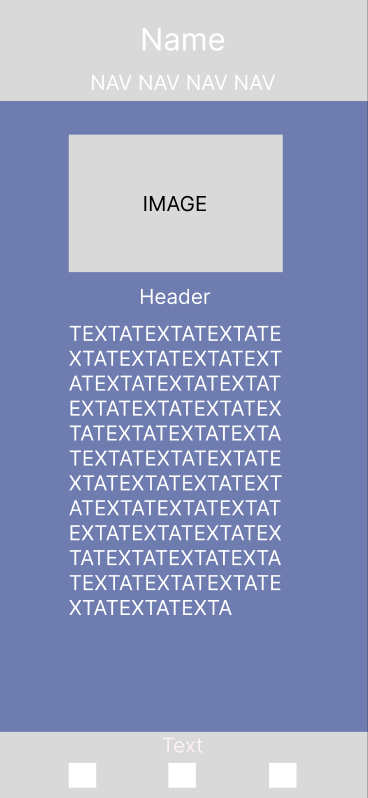 Name
NAV NAV NAV NAV
IMAGE
Header
TEXTATEXTATEXTATE
XTATEXTATEXTATEXT
ATEXTATEXTATEXTAT
EXTATEXTATEXTATEX
TATEXTATEXTATEXTA
TEXTATEXTATEXTATE
XTATEXTATEXTATEXT
ATEXTATEXTATEXTAT
EXTATEXTATEXTATEX
TATEXTATEXTATEXTA
TEXTATEXTATEXTATE
XTATEXTATEXTA
Text